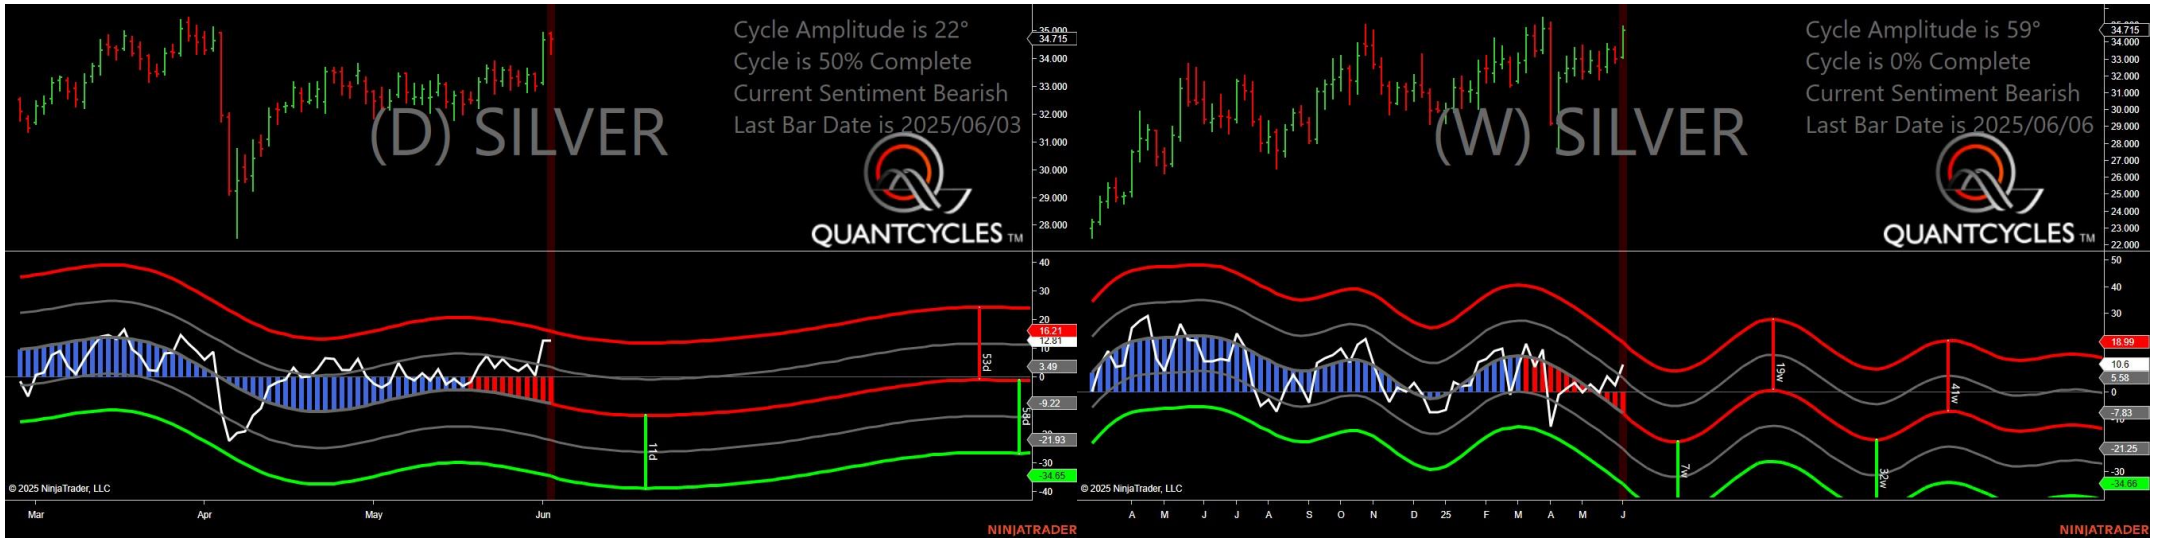 Cycle Amplitude is 22°
Cycle is 50% Complete
Current Sentiment Bearish
Last Bar Date is 2025/06/03
(D) SILVER
QUANTCYCLES TM
35.000
34.715
34.000
33.000
32.000
31.000
30.000
29.000
28.000
40
30
20
16.21
12.81
10
3.49
0
-9.22
-21.93
-30
-34.65
-40
11d
53d
58d
© 2025 NinjaTrader, LLC
Mar Apr May Jun
NINJATRADER
Cycle Amplitude is 59°
Cycle is 0% Complete
Current Sentiment Bearish
Last Bar Date is 2025/06/06
(W) SILVER
QUANTCYCLES TM
34.715
34.000
33.000
32.000
31.000
30.000
29.000
28.000
27.000
26.000
25.000
24.000
23.000
22.000
50
40
30
18.99
10.6
5.58
0
-7.83
-21.25
-30
-34.66
7w
19w
32w
41w
© 2025 NinjaTrader, LLC
A M J J A S O N D 25 F M A M J
NINJATRADER